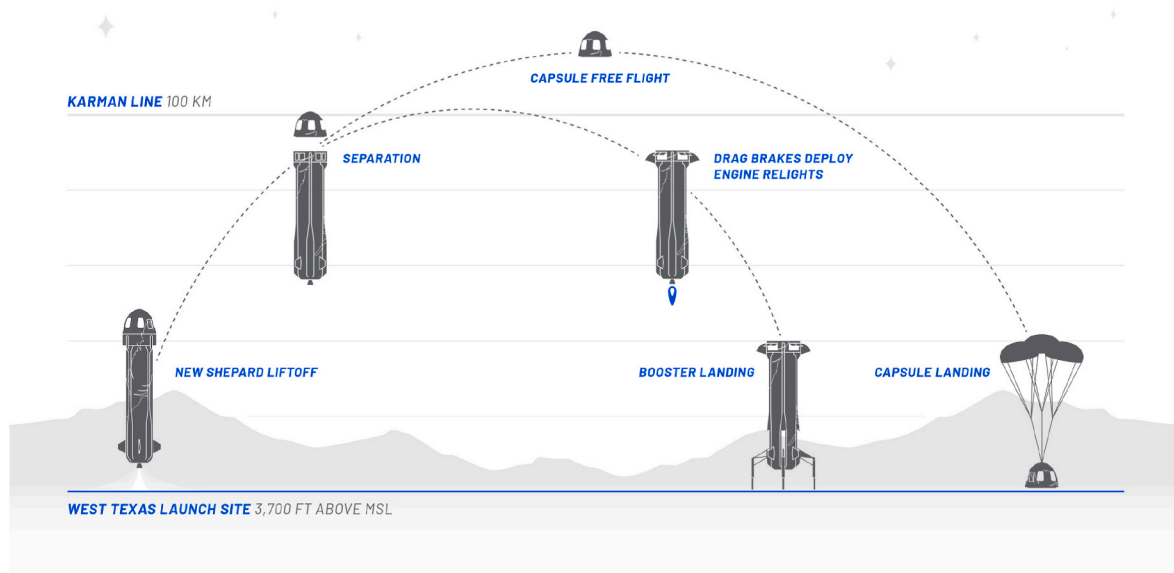 CAPSULE FREE FLIGHT
KARMAN LINE 100 KM
SEPARATION
DRAG BRAKES DEPLOY
ENGINE RELIGHTS
NEW SHEPARD LIFTOFF
BOOSTER LANDING
CAPSULE LANDING
WEST TEXAS LAUNCH SITE 3,700 FT ABOVE MSL